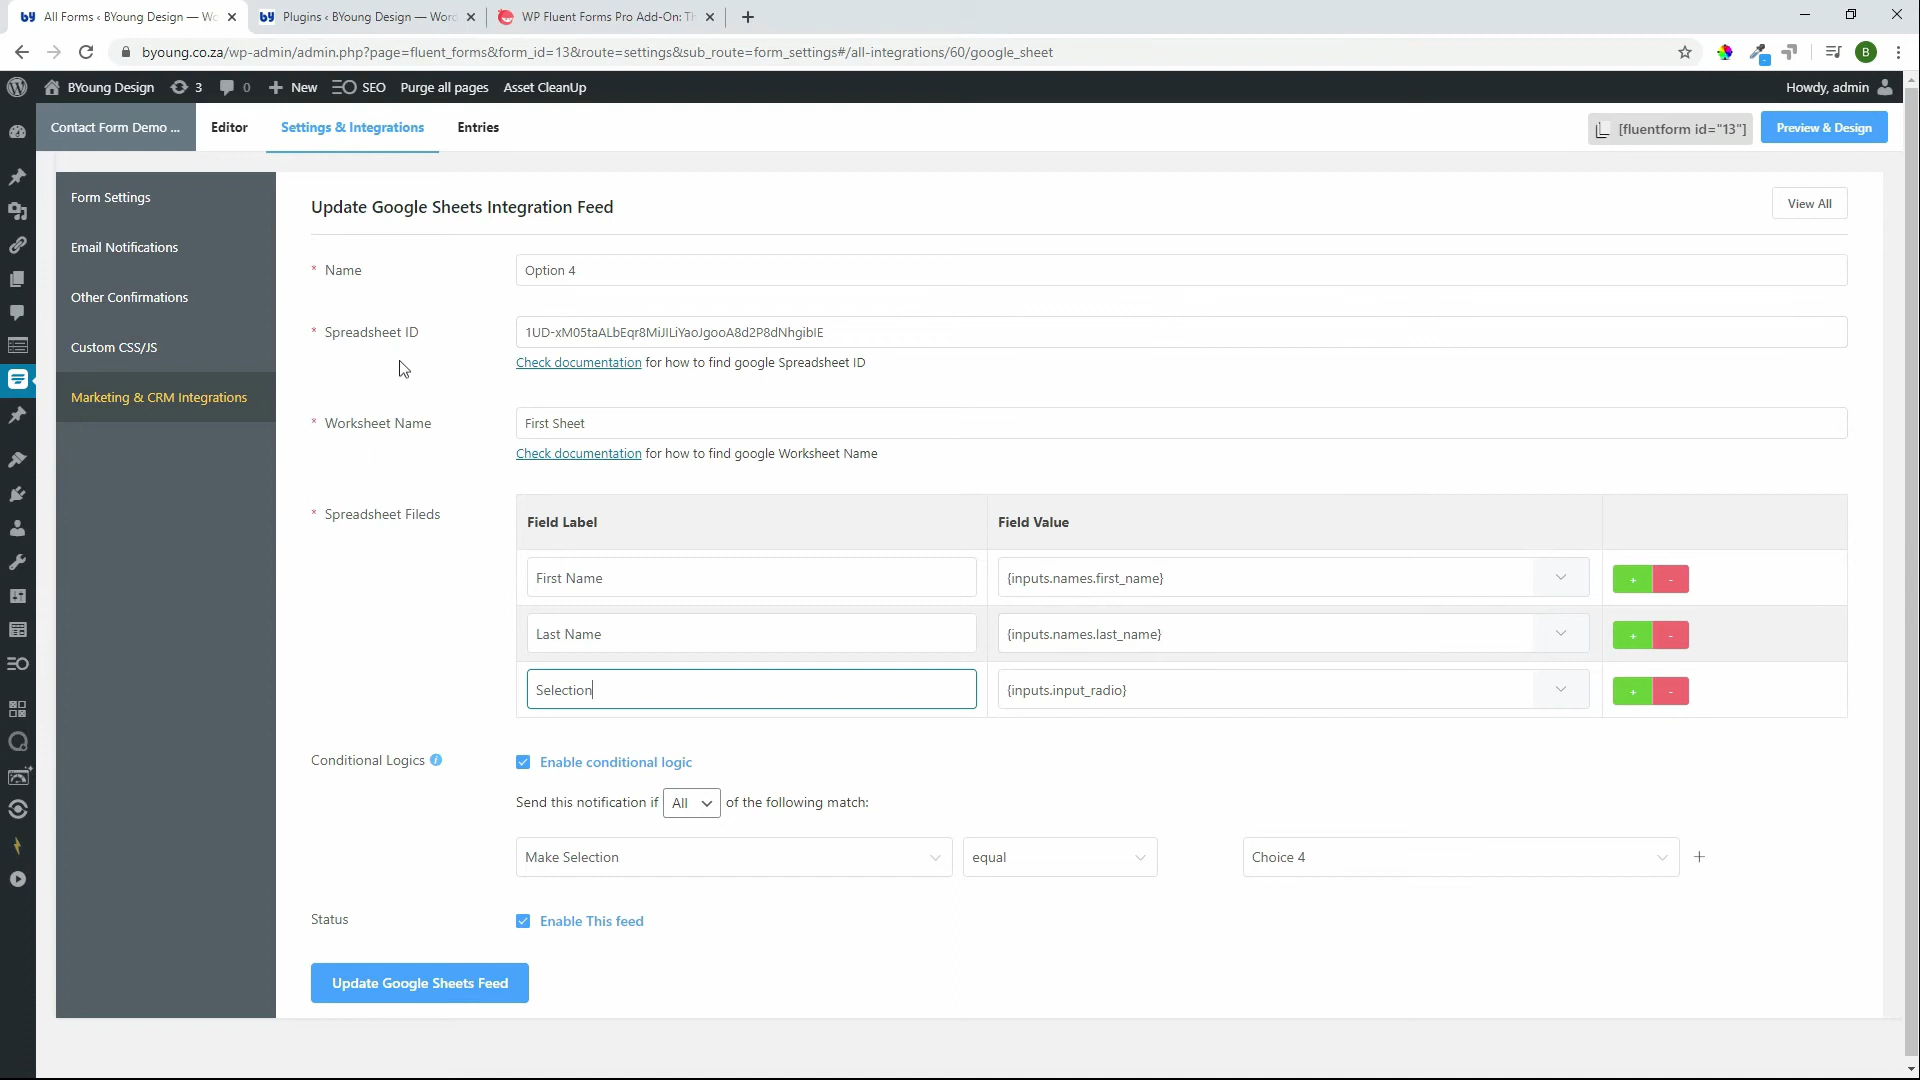 by All Forms ‹ BYoung Design — Wo
by Plugins ‹ BYoung Design — Word
WP Fluent Forms Pro Add-On: Th
byoung.co.za/wp-admin/admin.php?page=fluent_forms&form_id=13&route=settings&sub_route=form_settings#/all-integrations/60/google_sheet
B
BYoung Design 3 0 + New SEO Purge all pages Asset CleanUp Howdy, admin
Contact Form Demo ... Editor Settings & Integrations Entries [fluentform id="13"] Preview & Design
Form Settings
Email Notifications
Other Confirmations
Custom CSS/JS
Marketing & CRM Integrations
Update Google Sheets Integration Feed View All
* Name Option 4
* Spreadsheet ID 1UD-xM05taALbEqr8MiJILiYaoJgooA8d2P8dNhgibIE
Check documentation for how to find google Spreadsheet ID
* Worksheet Name First Sheet
Check documentation for how to find google Worksheet Name
* Spreadsheet Fileds Field Label Field Value
First Name {inputs.names.first_name} + -
Last Name {inputs.names.last_name} + -
Selection {inputs.input_radio} + -
Conditional Logics i Enable conditional logic
Send this notification if All of the following match:
Make Selection equal Choice 4 +
Status Enable This feed
Update Google Sheets Feed